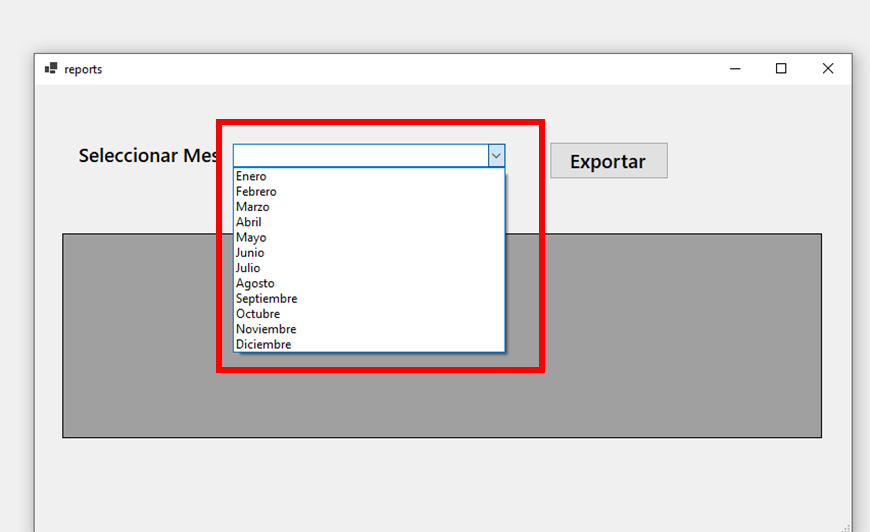 reports
Seleccionar Mes
Exportar
Enero
Febrero
Marzo
Abril
Mayo
Junio
Julio
Agosto
Septiembre
Octubre
Noviembre
Diciembre